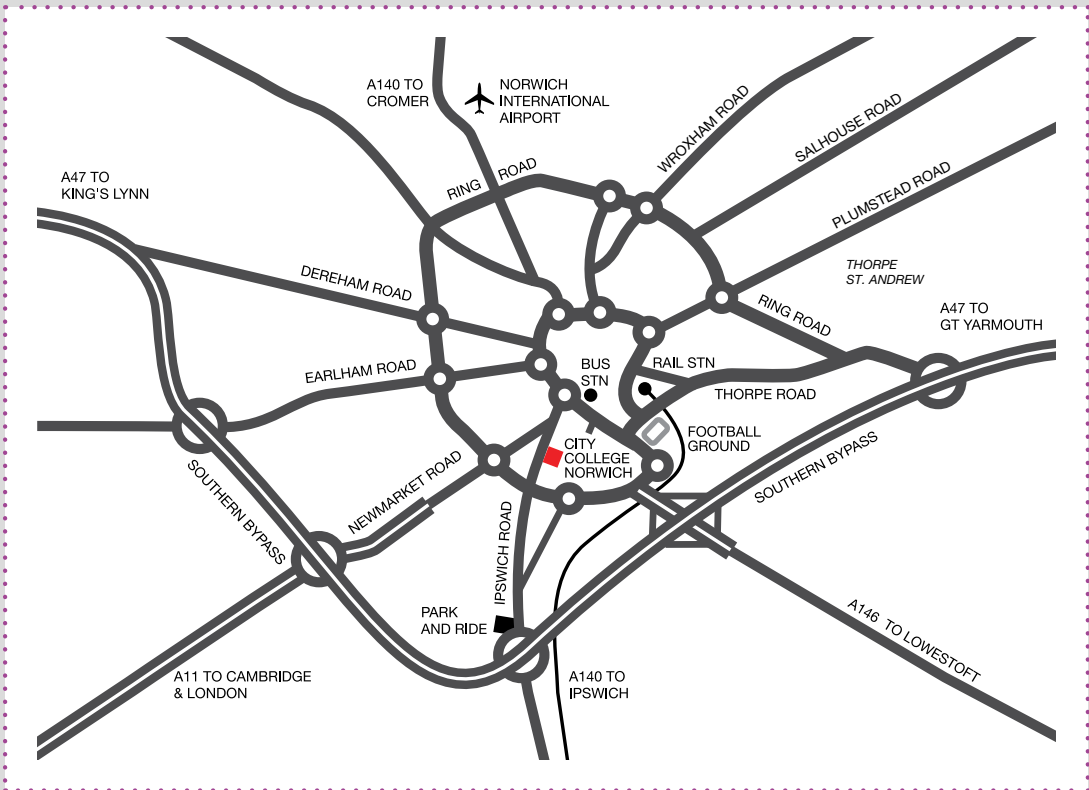 A140 TO
CROMER
NORWICH
INTERNATIONAL
AIRPORT
WROXHAM ROAD
SALHOUSE ROAD
PLUMSTEAD ROAD
RING ROAD
A47 TO
KING'S LYNN
THORPE
ST. ANDREW
DEREHAM ROAD
RING ROAD
A47 TO
GT YARMOUTH
EARLHAM ROAD
BUS
STN
RAIL STN
THORPE ROAD
FOOTBALL
GROUND
CITY
COLLEGE
NORWICH
NEWMARKET ROAD
SOUTHERN BYPASS
SOUTHERN BYPASS
IPSWICH ROAD
PARK
AND RIDE
A146 TO LOWESTOFT
A11 TO CAMBRIDGE
& LONDON
A140 TO
IPSWICH